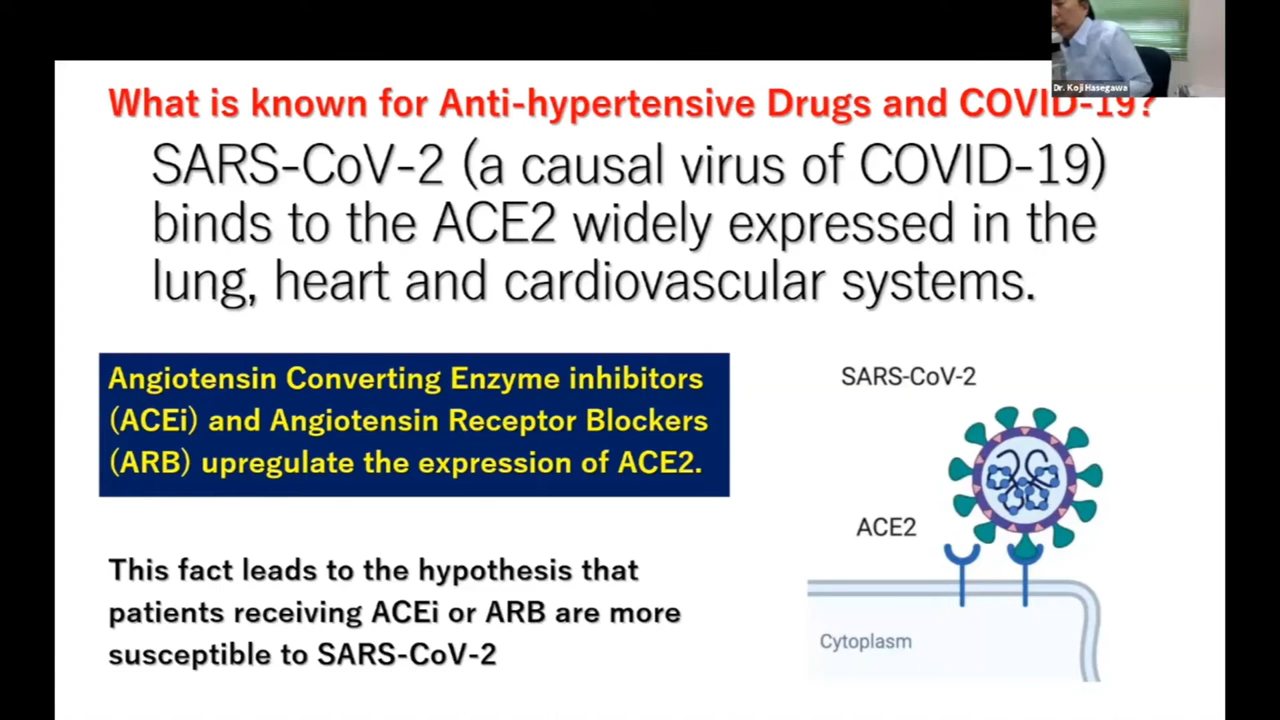 Dr. Koji Hasegawa
What is known for Anti-hypertensive Drugs and COVID-19?
SARS-CoV-2 (a causal virus of COVID-19)
binds to the ACE2 widely expressed in the
lung, heart and cardiovascular systems.
Angiotensin Converting Enzyme inhibitors
(ACEi) and Angiotensin Receptor Blockers
(ARB) upregulate the expression of ACE2.
This fact leads to the hypothesis that
patients receiving ACEi or ARB are more
susceptible to SARS-CoV-2
SARS-CoV-2
ACE2
Cytoplasm